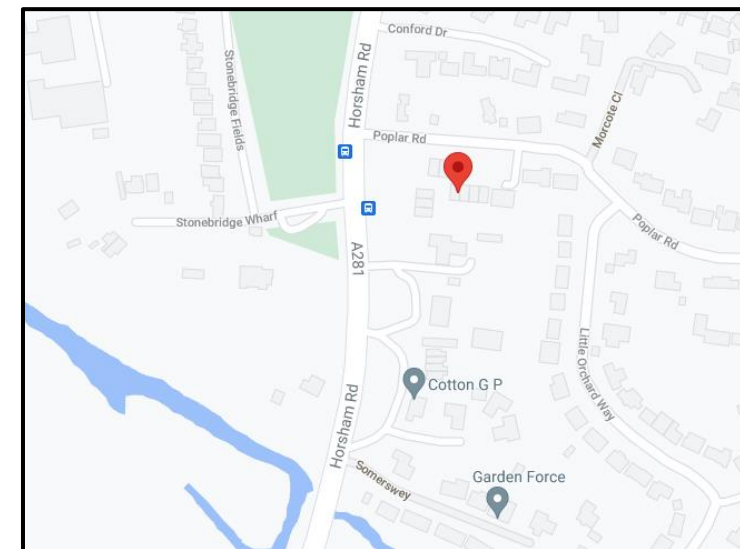 Conford Dr
Horsham Rd
Stonebridge Fields
Poplar Rd
Morcote Cl
Stonebridge Wharf
Poplar Rd
A281
Little Orchard Way
Cotton G P
Horsham Rd
Somerswey
Garden Force